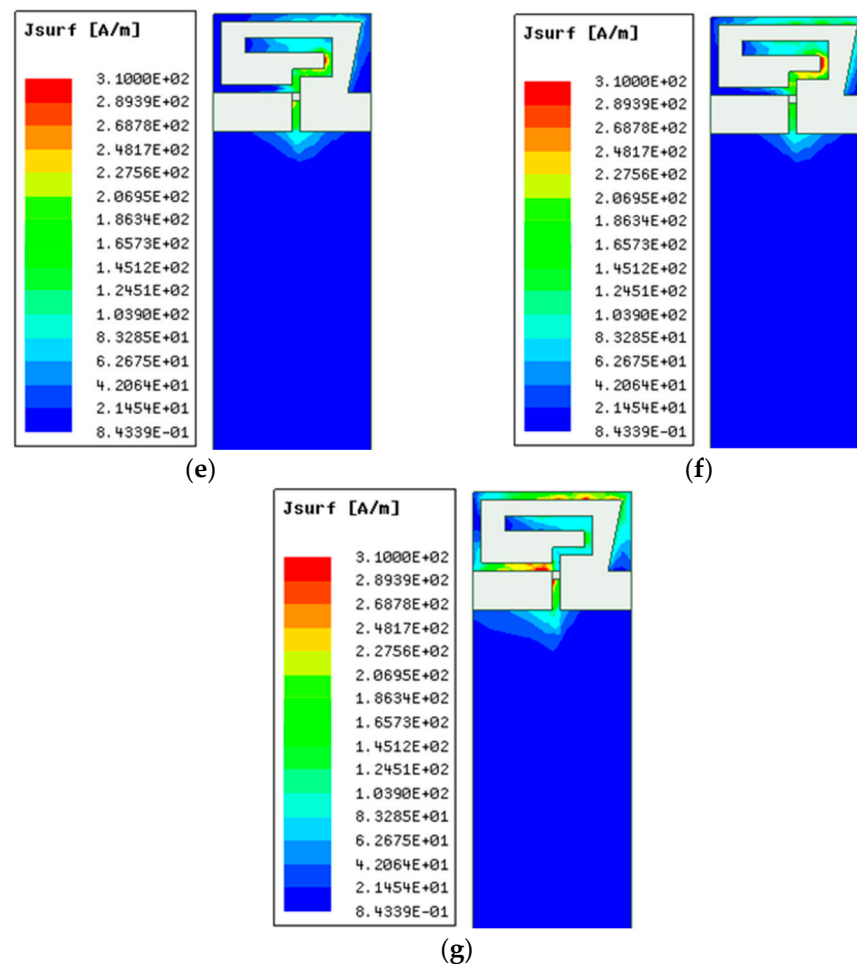 Jsurf [A/m]
3.1000E+02
2.8939E+02
2.6878E+02
2.4817E+02
2.2756E+02
2.0695E+02
1.8634E+02
1.6573E+02
1.4512E+02
1.2451E+02
1.0390E+02
8.3285E+01
6.2675E+01
4.2064E+01
2.1454E+01
8.4339E-01
(e)
Jsurf [A/m]
3.1000E+02
2.8939E+02
2.6878E+02
2.4817E+02
2.2756E+02
2.0695E+02
1.8634E+02
1.6573E+02
1.4512E+02
1.2451E+02
1.0390E+02
8.3285E+01
6.2675E+01
4.2064E+01
2.1454E+01
8.4339E-01
(f)
Jsurf [A/m]
3.1000E+02
2.8939E+02
2.6878E+02
2.4817E+02
2.2756E+02
2.0695E+02
1.8634E+02
1.6573E+02
1.4512E+02
1.2451E+02
1.0390E+02
8.3285E+01
6.2675E+01
4.2064E+01
2.1454E+01
8.4339E-01
(g)